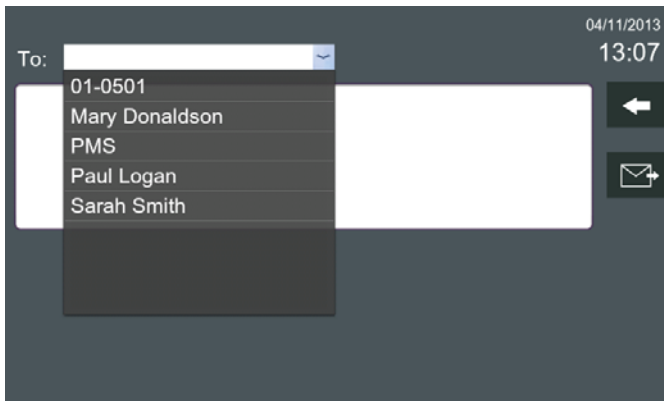 04/11/2013
To:
13:07
01-0501
Mary Donaldson
PMS
Paul Logan
Sarah Smith